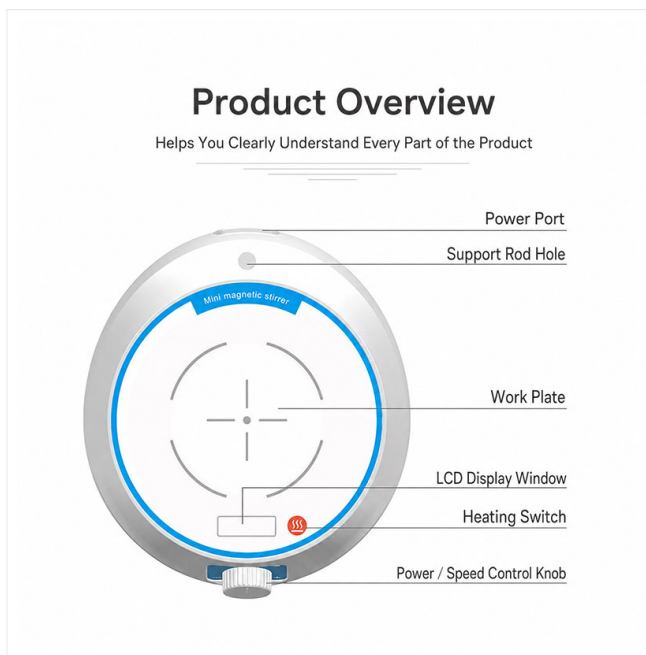 Product Overview
Helps You Clearly Understand Every Part of the Product
Power Port
Support Rod Hole
Mini magnetic stirrer
Work Plate
LCD Display Window
Heating Switch
Power / Speed Control Knob